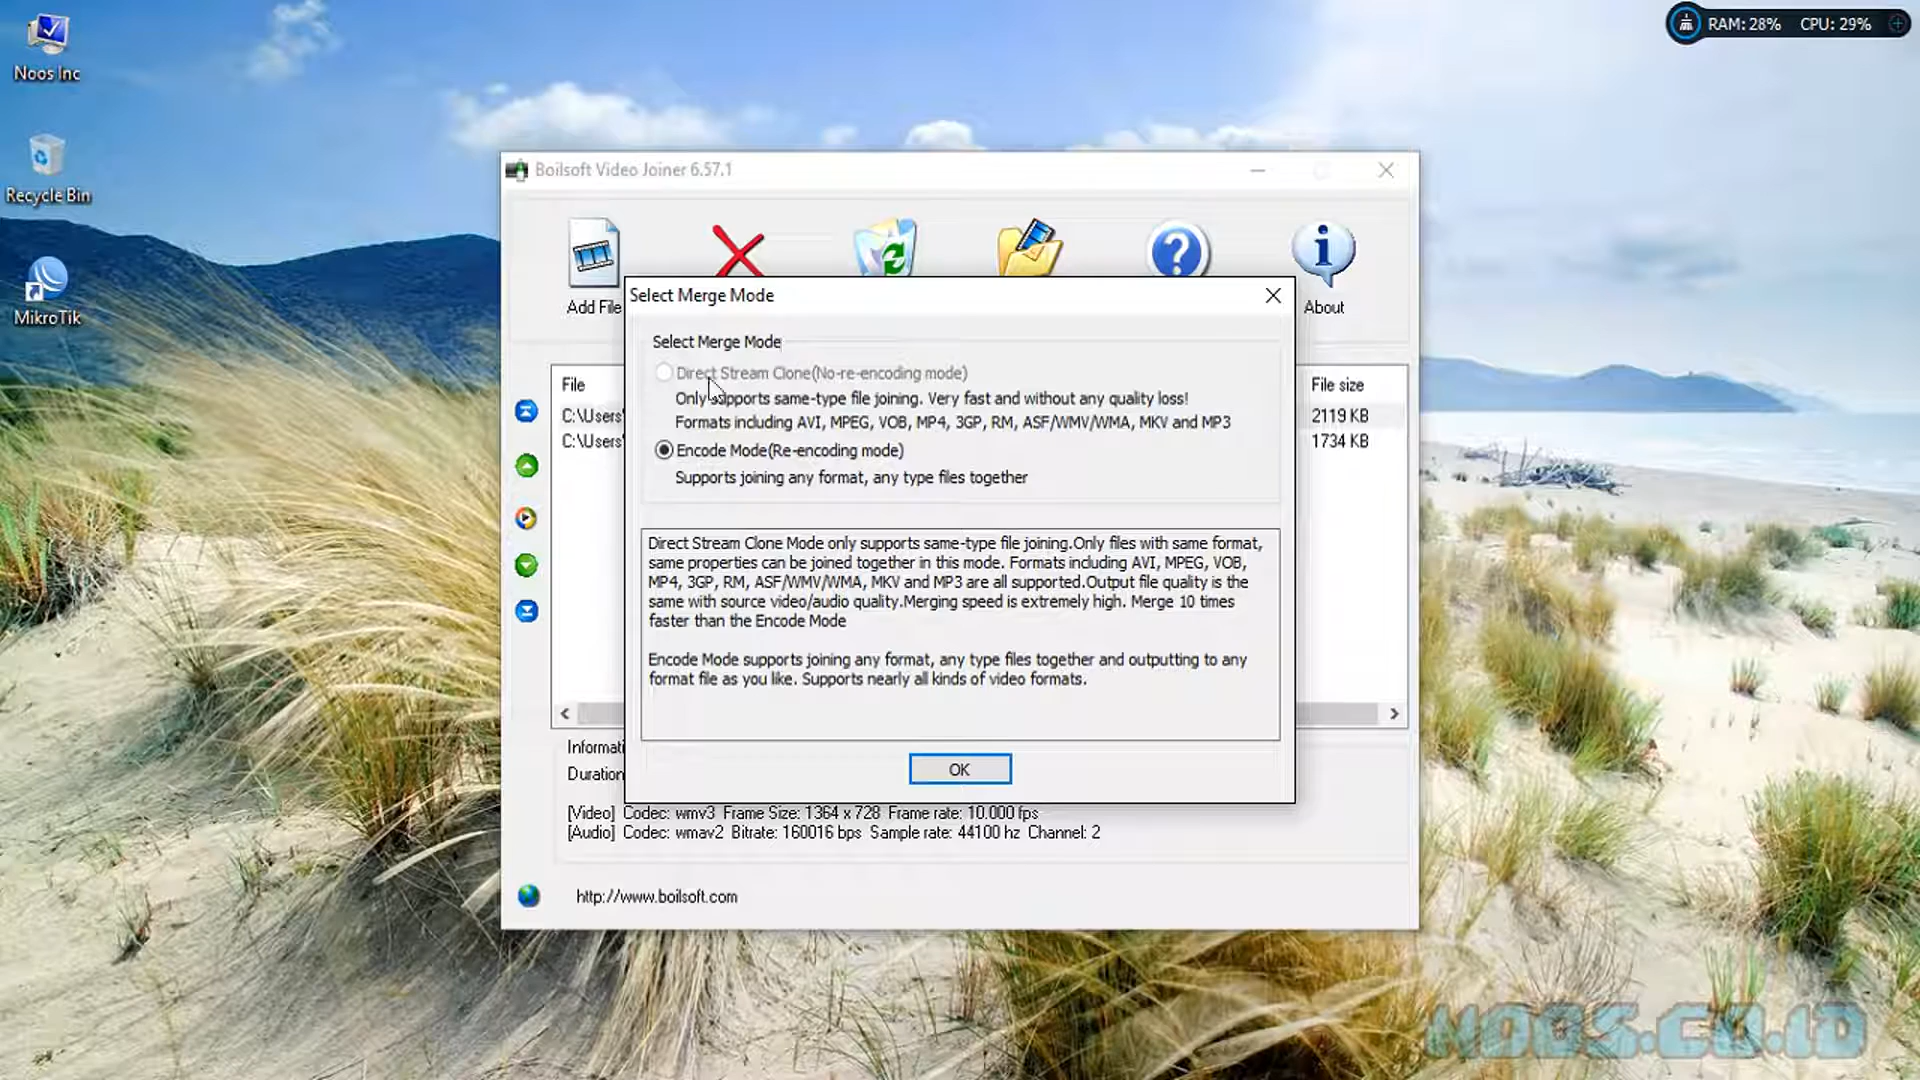 Noos Inc
Recycle Bin
MikroTik
RAM: 28% CPU: 29%
Boilsoft Video Joiner 6.57.1
Add File
About
Select Merge Mode
Select Merge Mode
Direct Stream Clone(No-re-encoding mode)
Only supports same-type file joining. Very fast and without any quality loss!
Formats including AVI, MPEG, VOB, MP4, 3GP, RM, ASF/WMV/WMA, MKV and MP3
Encode Mode(Re-encoding mode)
Supports joining any format, any type files together
Direct Stream Clone Mode only supports same-type file joining.Only files with same format,
same properties can be joined together in this mode. Formats including AVI, MPEG, VOB,
MP4, 3GP, RM, ASF/WMV/WMA, MKV and MP3 are all supported.Output file quality is the
same with source video/audio quality.Merging speed is extremely high. Merge 10 times
faster than the Encode Mode
Encode Mode supports joining any format, any type files together and outputting to any
format file as you like. Supports nearly all kinds of video formats.
OK
File File size
C:\Users' 2119 KB
C:\Users' 1734 KB
Informati
Duration
[Video] Codec: wmv3 Frame Size: 1364 x 728 Frame rate: 10.000 fps
[Audio] Codec: wmav2 Bitrate: 160016 bps Sample rate: 44100 hz Channel: 2
http://www.boilsoft.com
NOOS.CO.ID